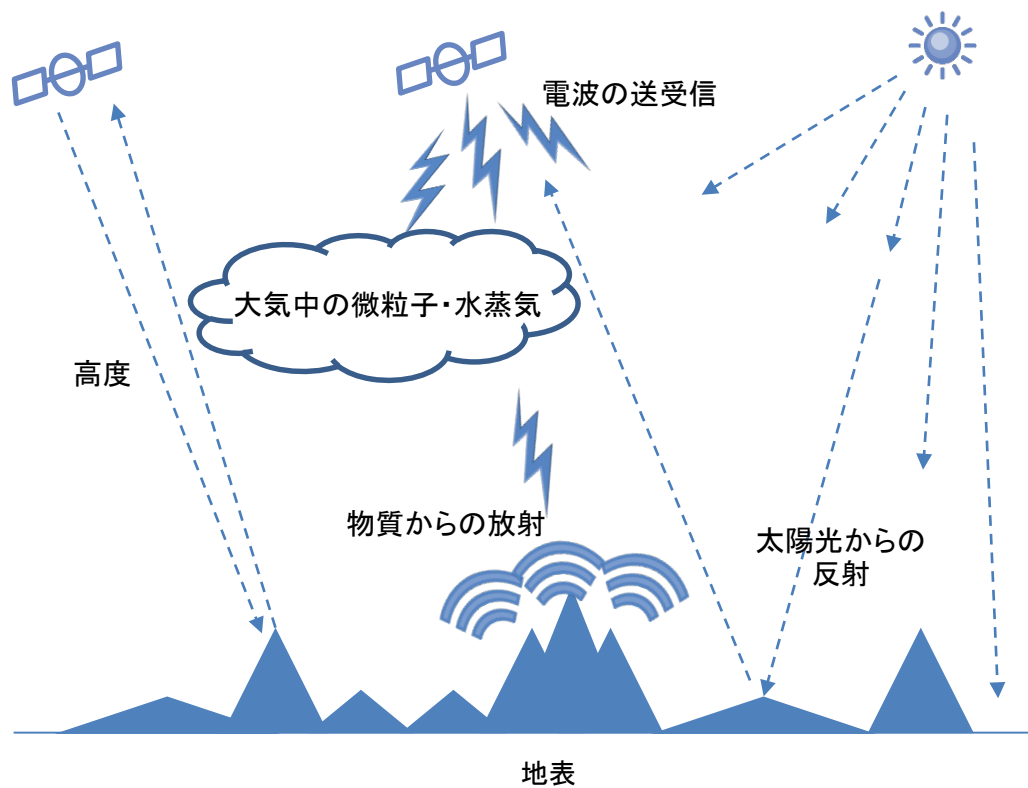 電波の送受信
大気中の微粒子・水蒸気
高度
物質からの放射
太陽光からの
反射
地表